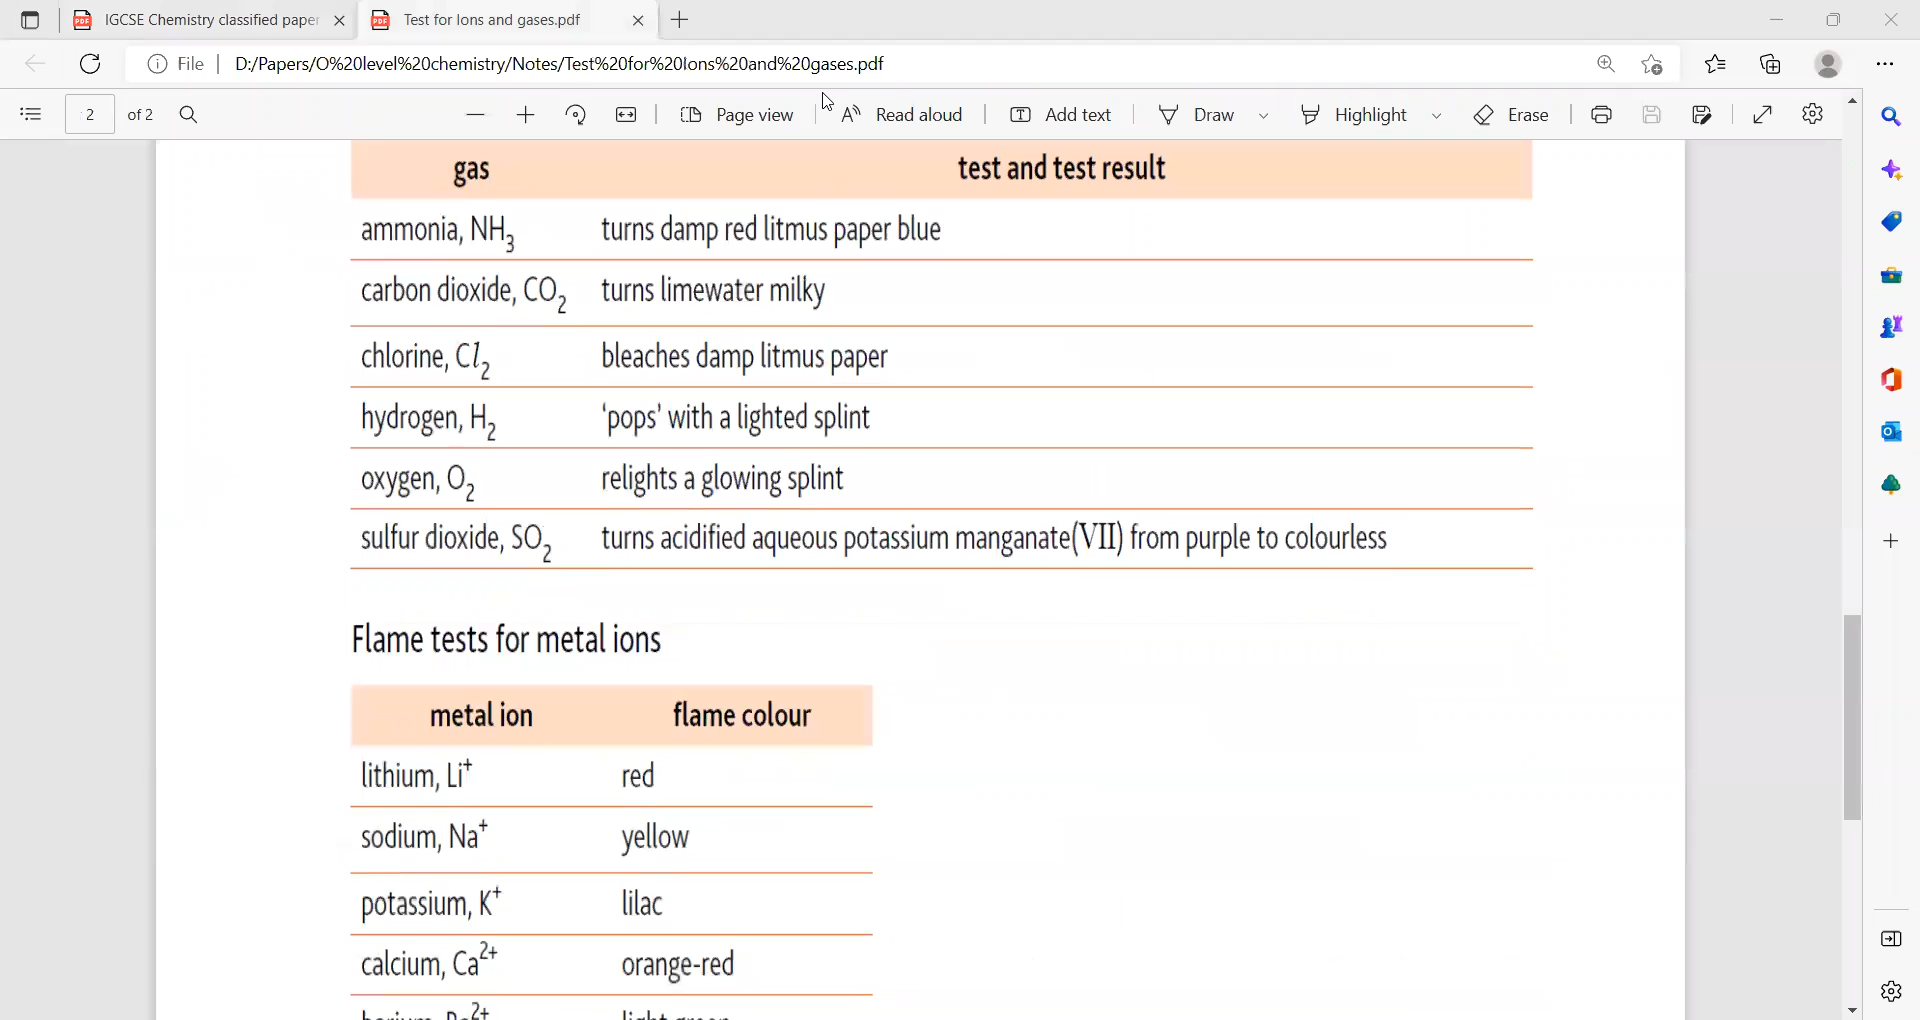 IGCSE Chemistry classified paper
Test for Ions and gases.pdf
File | D:/Papers/O%20level%20chemistry/Notes/Test%20for%20Ions%20and%20gases.pdf
2 of 2 Page view Read aloud Add text Draw Highlight Erase
gas test and test result
ammonia, NH₃ turns damp red litmus paper blue
carbon dioxide, CO₂ turns limewater milky
chlorine, Cl₂ bleaches damp litmus paper
hydrogen, H₂ ‘pops’ with a lighted splint
oxygen, O₂ relights a glowing splint
sulfur dioxide, SO₂ turns acidified aqueous potassium manganate(VII) from purple to colourless
Flame tests for metal ions
metal ion flame colour
lithium, Li⁺ red
sodium, Na⁺ yellow
potassium, K⁺ lilac
calcium, Ca²⁺ orange-red